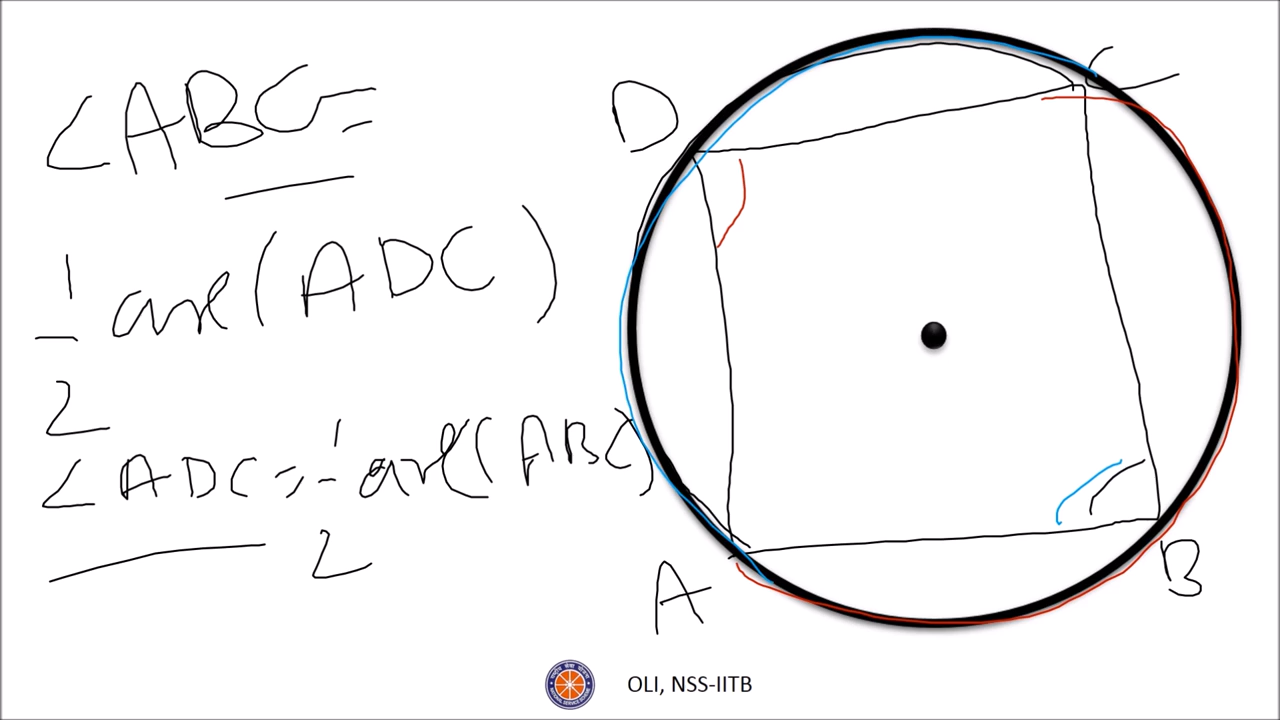 ∠ABC=
1/2 arc(ADC)
∠ADC = 1/2 arc(ABC)
D
C
A
B
OLI, NSS-IITB